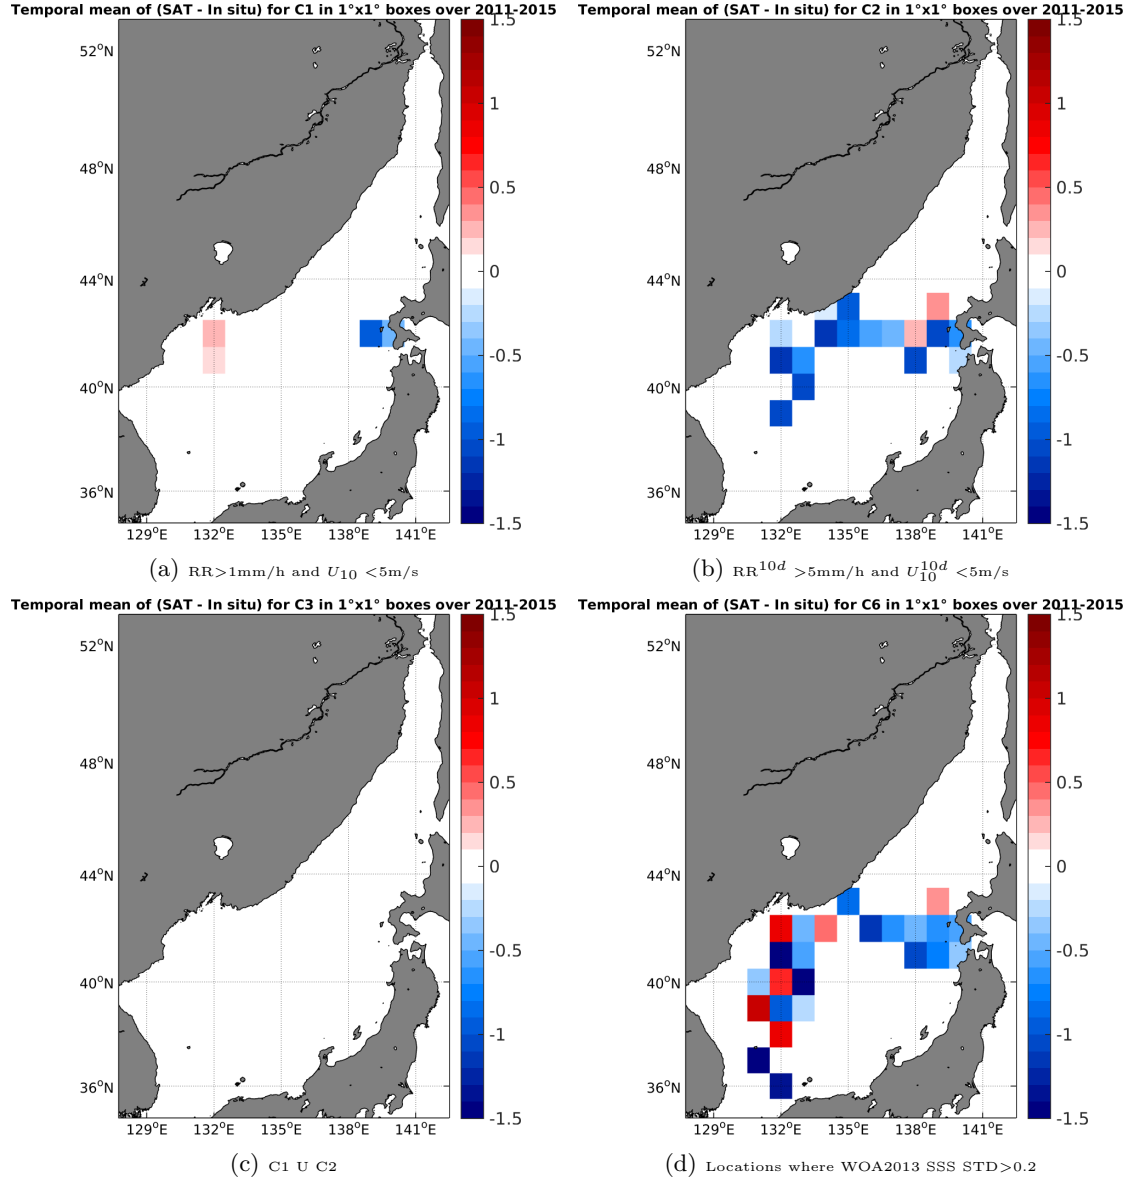 Temporal mean of (SAT - In situ) for C1 in 1°x1° boxes over 2011-2015
52°N
48°N
44°N
40°N
36°N
129°E 132°E 135°E 138°E 141°E
1.5
1
0.5
0
-0.5
-1
-1.5
(a) RR>1mm/h and U10 <5m/s
Temporal mean of (SAT - In situ) for C2 in 1°x1° boxes over 2011-2015
52°N
48°N
44°N
40°N
36°N
129°E 132°E 135°E 138°E 141°E
1.5
1
0.5
0
-0.5
-1
-1.5
(b) RR^10d >5mm/h and U10^10d <5m/s
Temporal mean of (SAT - In situ) for C3 in 1°x1° boxes over 2011-2015
52°N
48°N
44°N
40°N
36°N
129°E 132°E 135°E 138°E 141°E
1.5
1
0.5
0
-0.5
-1
-1.5
(c) C1 U C2
Temporal mean of (SAT - In situ) for C6 in 1°x1° boxes over 2011-2015
52°N
48°N
44°N
40°N
36°N
129°E 132°E 135°E 138°E 141°E
1.5
1
0.5
0
-0.5
-1
-1.5
(d) Locations where WOA2013 SSS STD>0.2